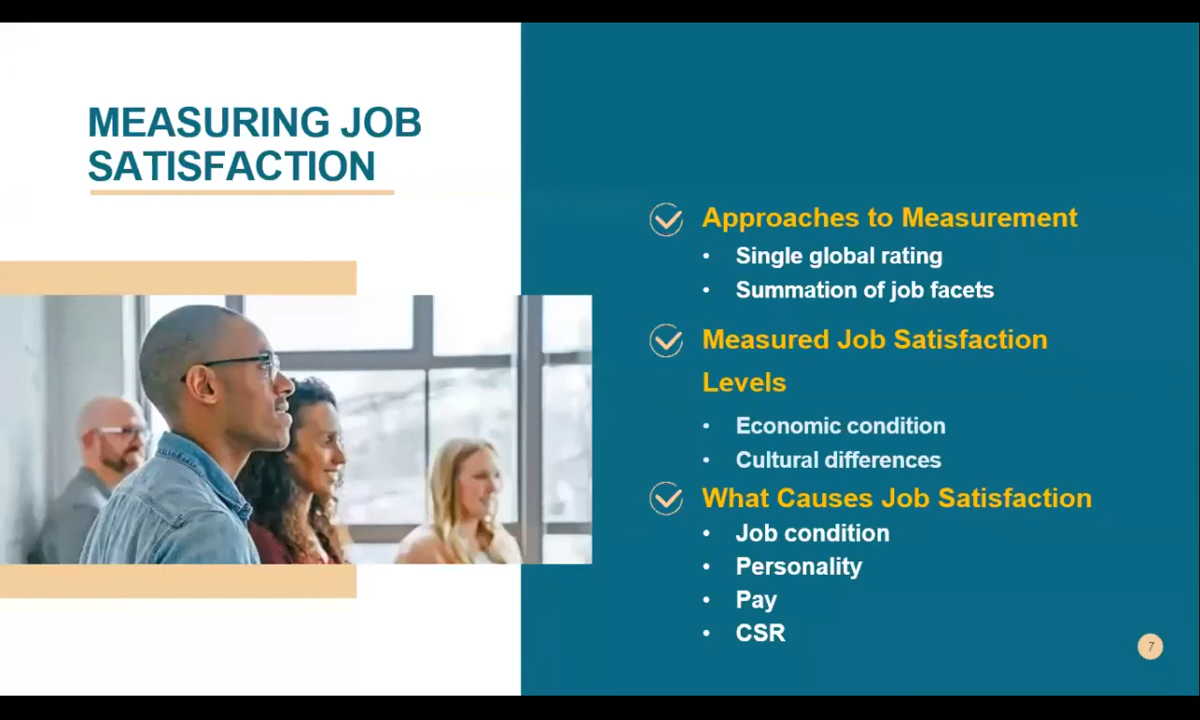 MEASURING JOB
SATISFACTION
Approaches to Measurement
• Single global rating
• Summation of job facets
Measured Job Satisfaction
Levels
• Economic condition
• Cultural differences
What Causes Job Satisfaction
• Job condition
• Personality
• Pay
• CSR
7